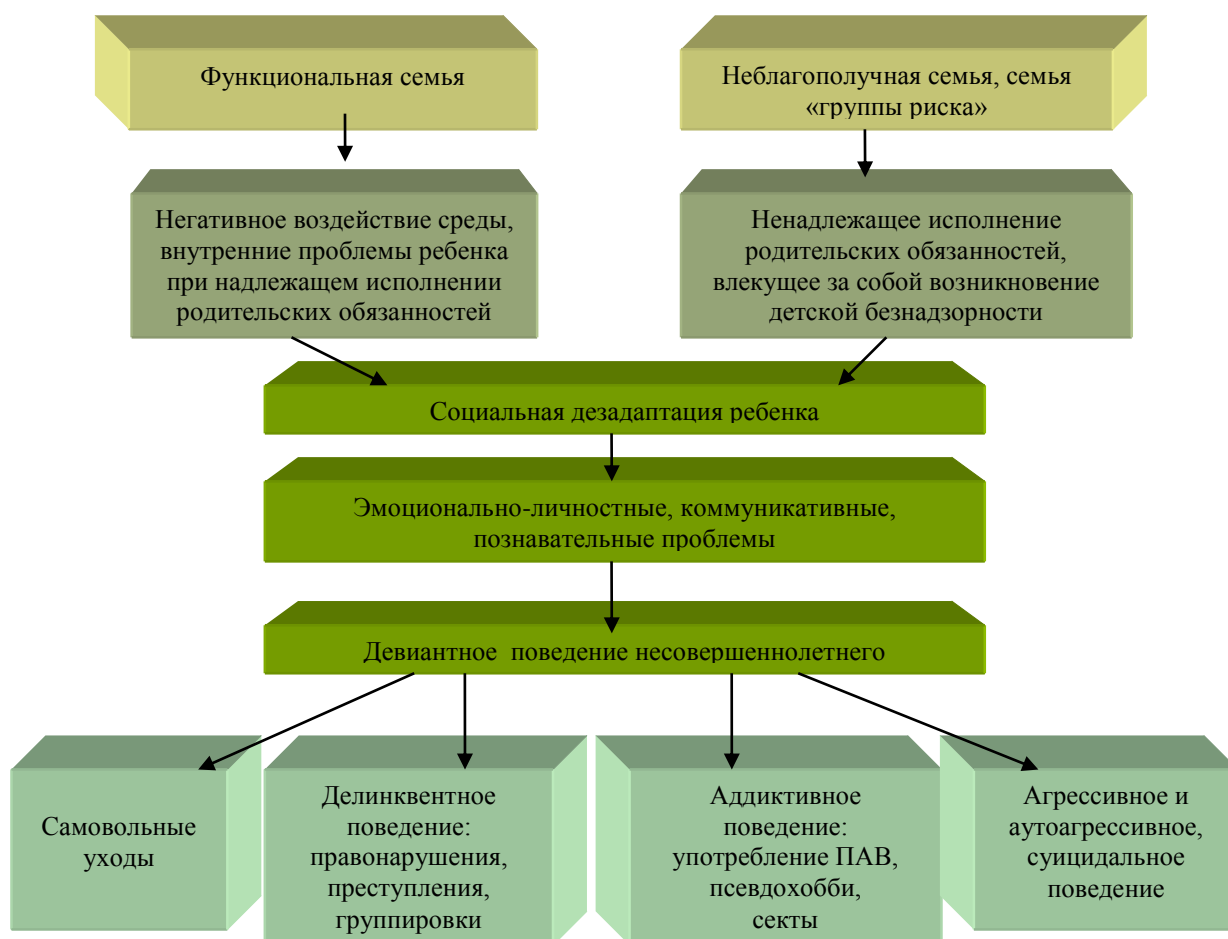 Функциональная семья
Неблагополучная семья, семья
«группы риска»
Негативное воздействие среды,
внутренние проблемы ребенка
при надлежащем исполнении
родительских обязанностей
Ненадлежащее исполнение
родительских обязанностей,
влекущее за собой возникновение
детской безнадзорности
Социальная дезадаптация ребенка
Эмоционально-личностные, коммуникативные,
познавательные проблемы
Девиантное поведение несовершеннолетнего
Самовольные
уходы
Делинквентное
поведение:
правонарушения,
преступления,
группировки
Аддиктивное
поведение:
употребление ПАВ,
псевдохобби,
секты
Агрессивное и
аутоагрессивное,
суицидальное
поведение